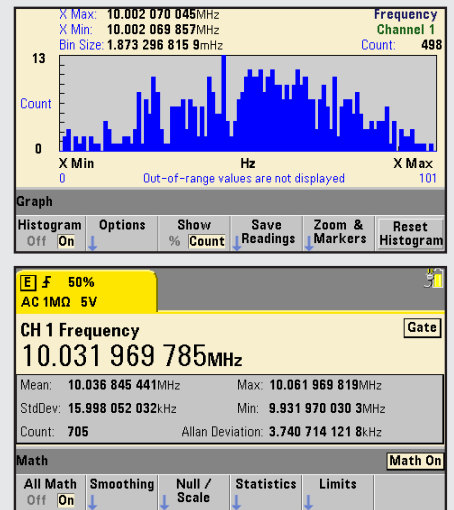 X Max: 10.002 070 045MHz Frequency
X Min: 10.002 069 857MHz Channel 1
Bin Size: 1.873 296 815 9mHz Count: 498
13
Count
0
X Min Hz X Max
0 Out-of-range values are not displayed 101
Graph
Histogram Options Show Save Zoom & Reset
Off On % Count Readings Markers Histogram
E 50%
AC 1MΩ 5V
CH 1 Frequency Gate
10.031 969 785MHz
Mean: 10.036 845 441MHz Max: 10.061 969 819MHz
StdDev: 15.998 052 032kHz Min: 9.931 970 030 3MHz
Count: 705 Allan Deviation: 3.740 714 121 8kHz
Math Math On
All Math Smoothing Null / Statistics Limits
Off On Scale